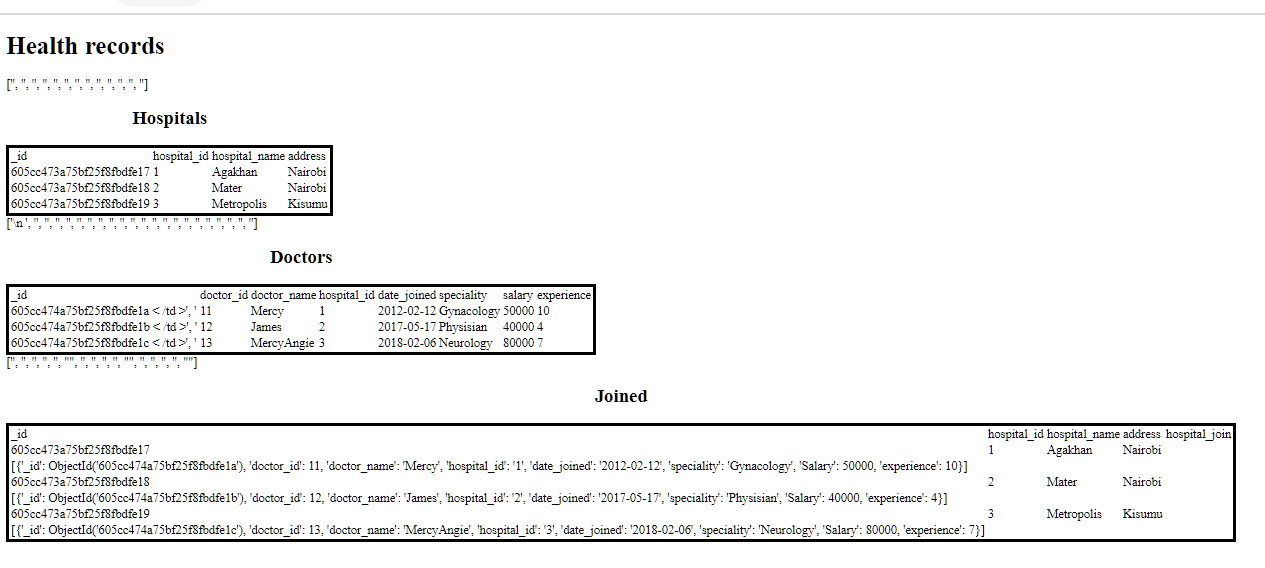 Health records
['', '', '', '', '', '', '', '', '', '', '', '', '']
Hospitals
_id hospital_id hospital_name address
605cc473a75bf25f8fbdfe17 1 Agakhan Nairobi
605cc473a75bf25f8fbdfe18 2 Mater Nairobi
605cc473a75bf25f8fbdfe19 3 Metropolis Kisumu
['\n ', '', '', '', '', '', '', '', '', '', '', '', '', '', '', '', '', '', '', '', '', '']
Doctors
_id doctor_id doctor_name hospital_id date_joined speciality salary experience
605cc474a75bf25f8fbdfe1a < /td >', ' 11 Mercy 1 2012-02-12 Gynacology 50000 10
605cc474a75bf25f8fbdfe1b < /td >', ' 12 James 2 2017-05-17 Physisian 40000 4
605cc474a75bf25f8fbdfe1c < /td >', ' 13 MercyAngie 3 2018-02-06 Neurology 80000 7
['', '', '', '', '', '""', '', '', '', '', '', '""', '', '', '', '', '', '""']
Joined
_id hospital_id hospital_name address hospital_join
605cc473a75bf25f8fbdfe17 1 Agakhan Nairobi
[{'_id': ObjectId('605cc474a75bf25f8fbdfe1a'), 'doctor_id': 11, 'doctor_name': 'Mercy', 'hospital_id': '1', 'date_joined': '2012-02-12', 'speciality': 'Gynacology', 'Salary': 50000, 'experience': 10}]
605cc473a75bf25f8fbdfe18 2 Mater Nairobi
[{'_id': ObjectId('605cc474a75bf25f8fbdfe1b'), 'doctor_id': 12, 'doctor_name': 'James', 'hospital_id': '2', 'date_joined': '2017-05-17', 'speciality': 'Physisian', 'Salary': 40000, 'experience': 4}]
605cc473a75bf25f8fbdfe19 3 Metropolis Kisumu
[{'_id': ObjectId('605cc474a75bf25f8fbdfe1c'), 'doctor_id': 13, 'doctor_name': 'MercyAngie', 'hospital_id': '3', 'date_joined': '2018-02-06', 'speciality': 'Neurology', 'Salary': 80000, 'experience': 7}]